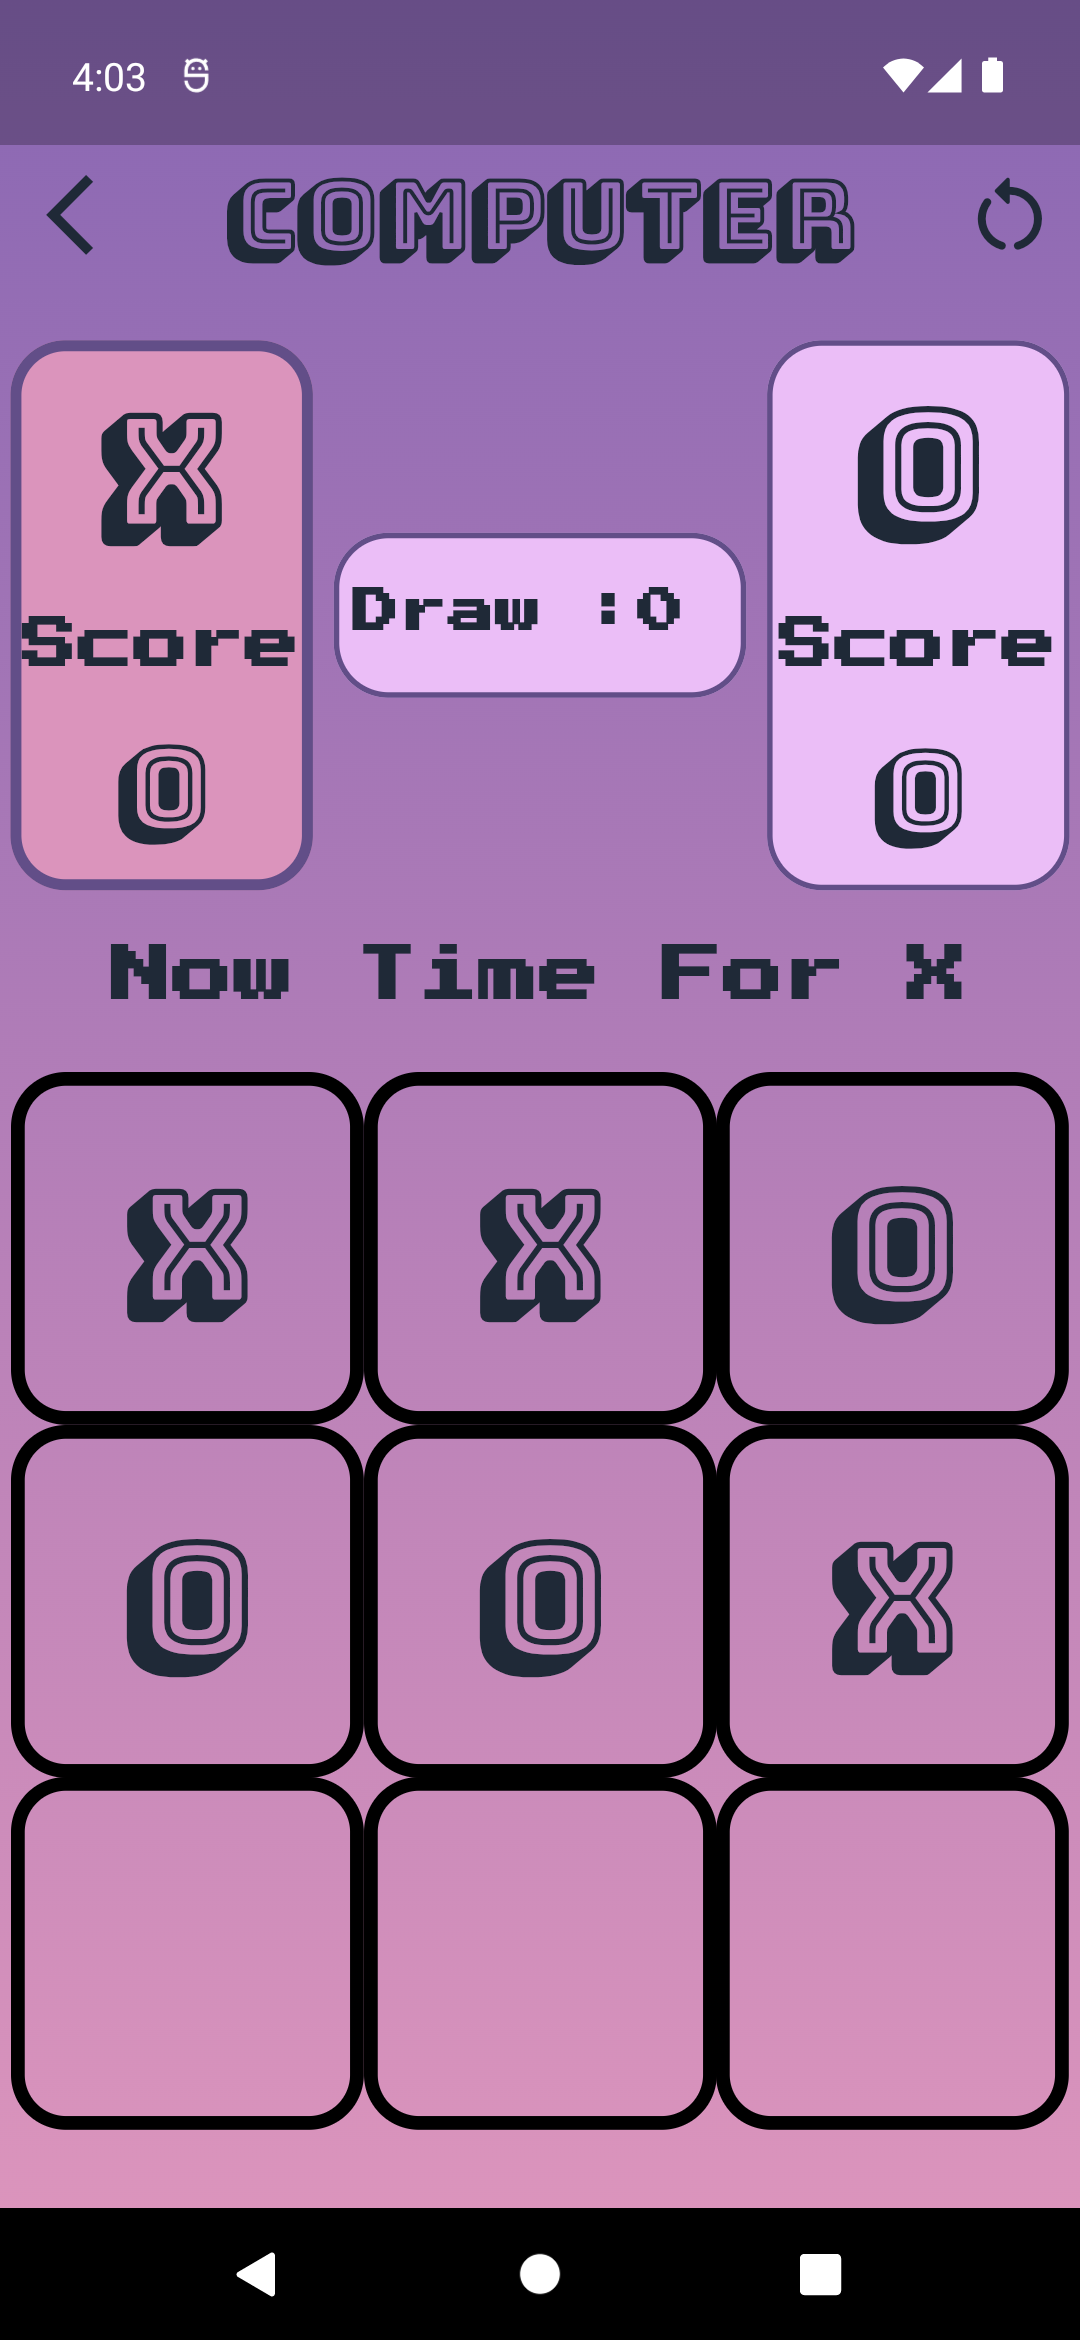 4:03
COMPUTER
X
O
Draw :0
Score
Score
0
0
Now Time For X
X X O
O O X